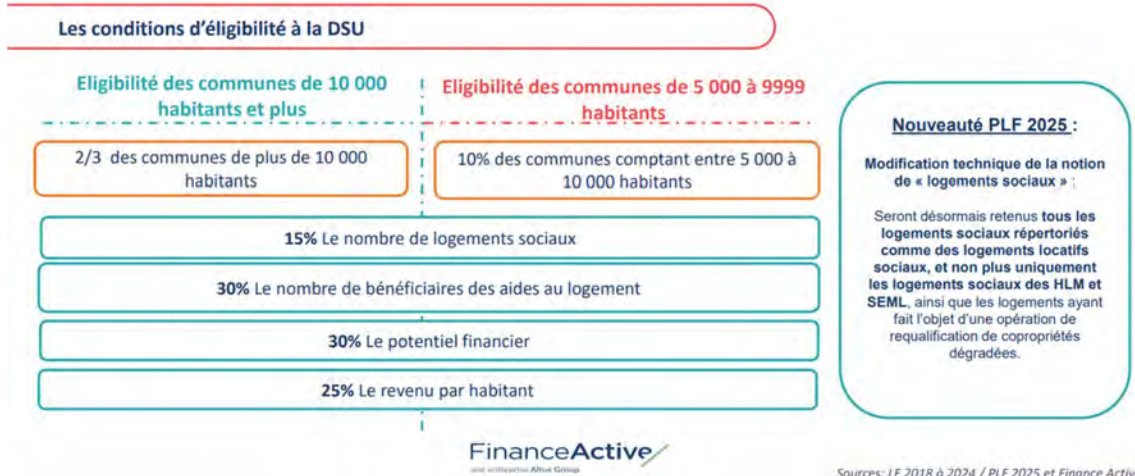 Les conditions d'éligibilité à la DSU
Eligibilité des communes de 10 000
habitants et plus
Eligibilité des communes de 5 000 à 9999
habitants
2/3 des communes de plus de 10 000
habitants
10% des communes comptant entre 5 000 à
10 000 habitants
15% Le nombre de logements sociaux
30% Le nombre de bénéficiaires des aides au logement
30% Le potentiel financier
25% Le revenu par habitant
Nouveauté PLF 2025 :
Modification technique de la notion
de « logements sociaux » :
Seront désormais retenus tous les
logements sociaux répertoriés
comme des logements locatifs
sociaux, et non plus uniquement
les logements sociaux des HLM et
SEML, ainsi que les logements ayant
fait l'objet d'une opération de
requalification de copropriétés
dégradées.
FinanceActive
une entreprise Altus Group
Sources: LF 2018 à 2024 / PLF 2025 et Finance Activ